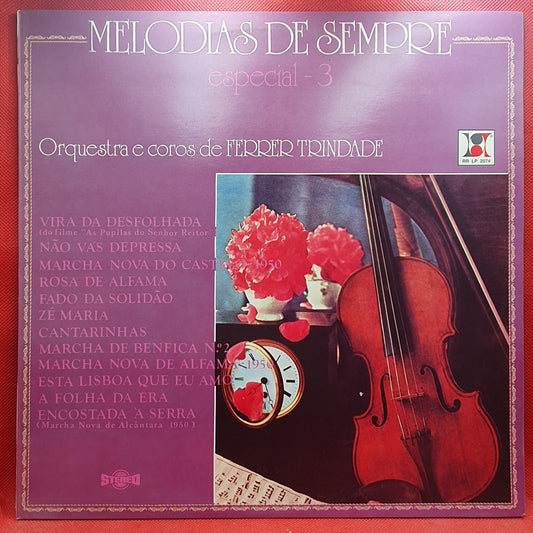 MELODIAS DE SEMPRE
especial - 3
Orquestra e coros de FERRER TRINDADE
RR LP 2074
VIRA DA DESFOLHADA
(do filme "As Pupilas do Senhor Reitor")
NÃO VÁS DEPRESSA
MARCHA NOVA DO CASTELO 1950
ROSA DE ALFAMA
FADO DA SOLIDÃO
ZÉ MARIA
CANTARINHAS
MARCHA DE BENFICA N.º 2
MARCHA NOVA DE ALFAMA 1950
ESTA LISBOA QUE EU AMO
A FOLHA DA ERA
ENCOSTADA À SERRA
(Marcha Nova de Alcântara 1950)
STEREO